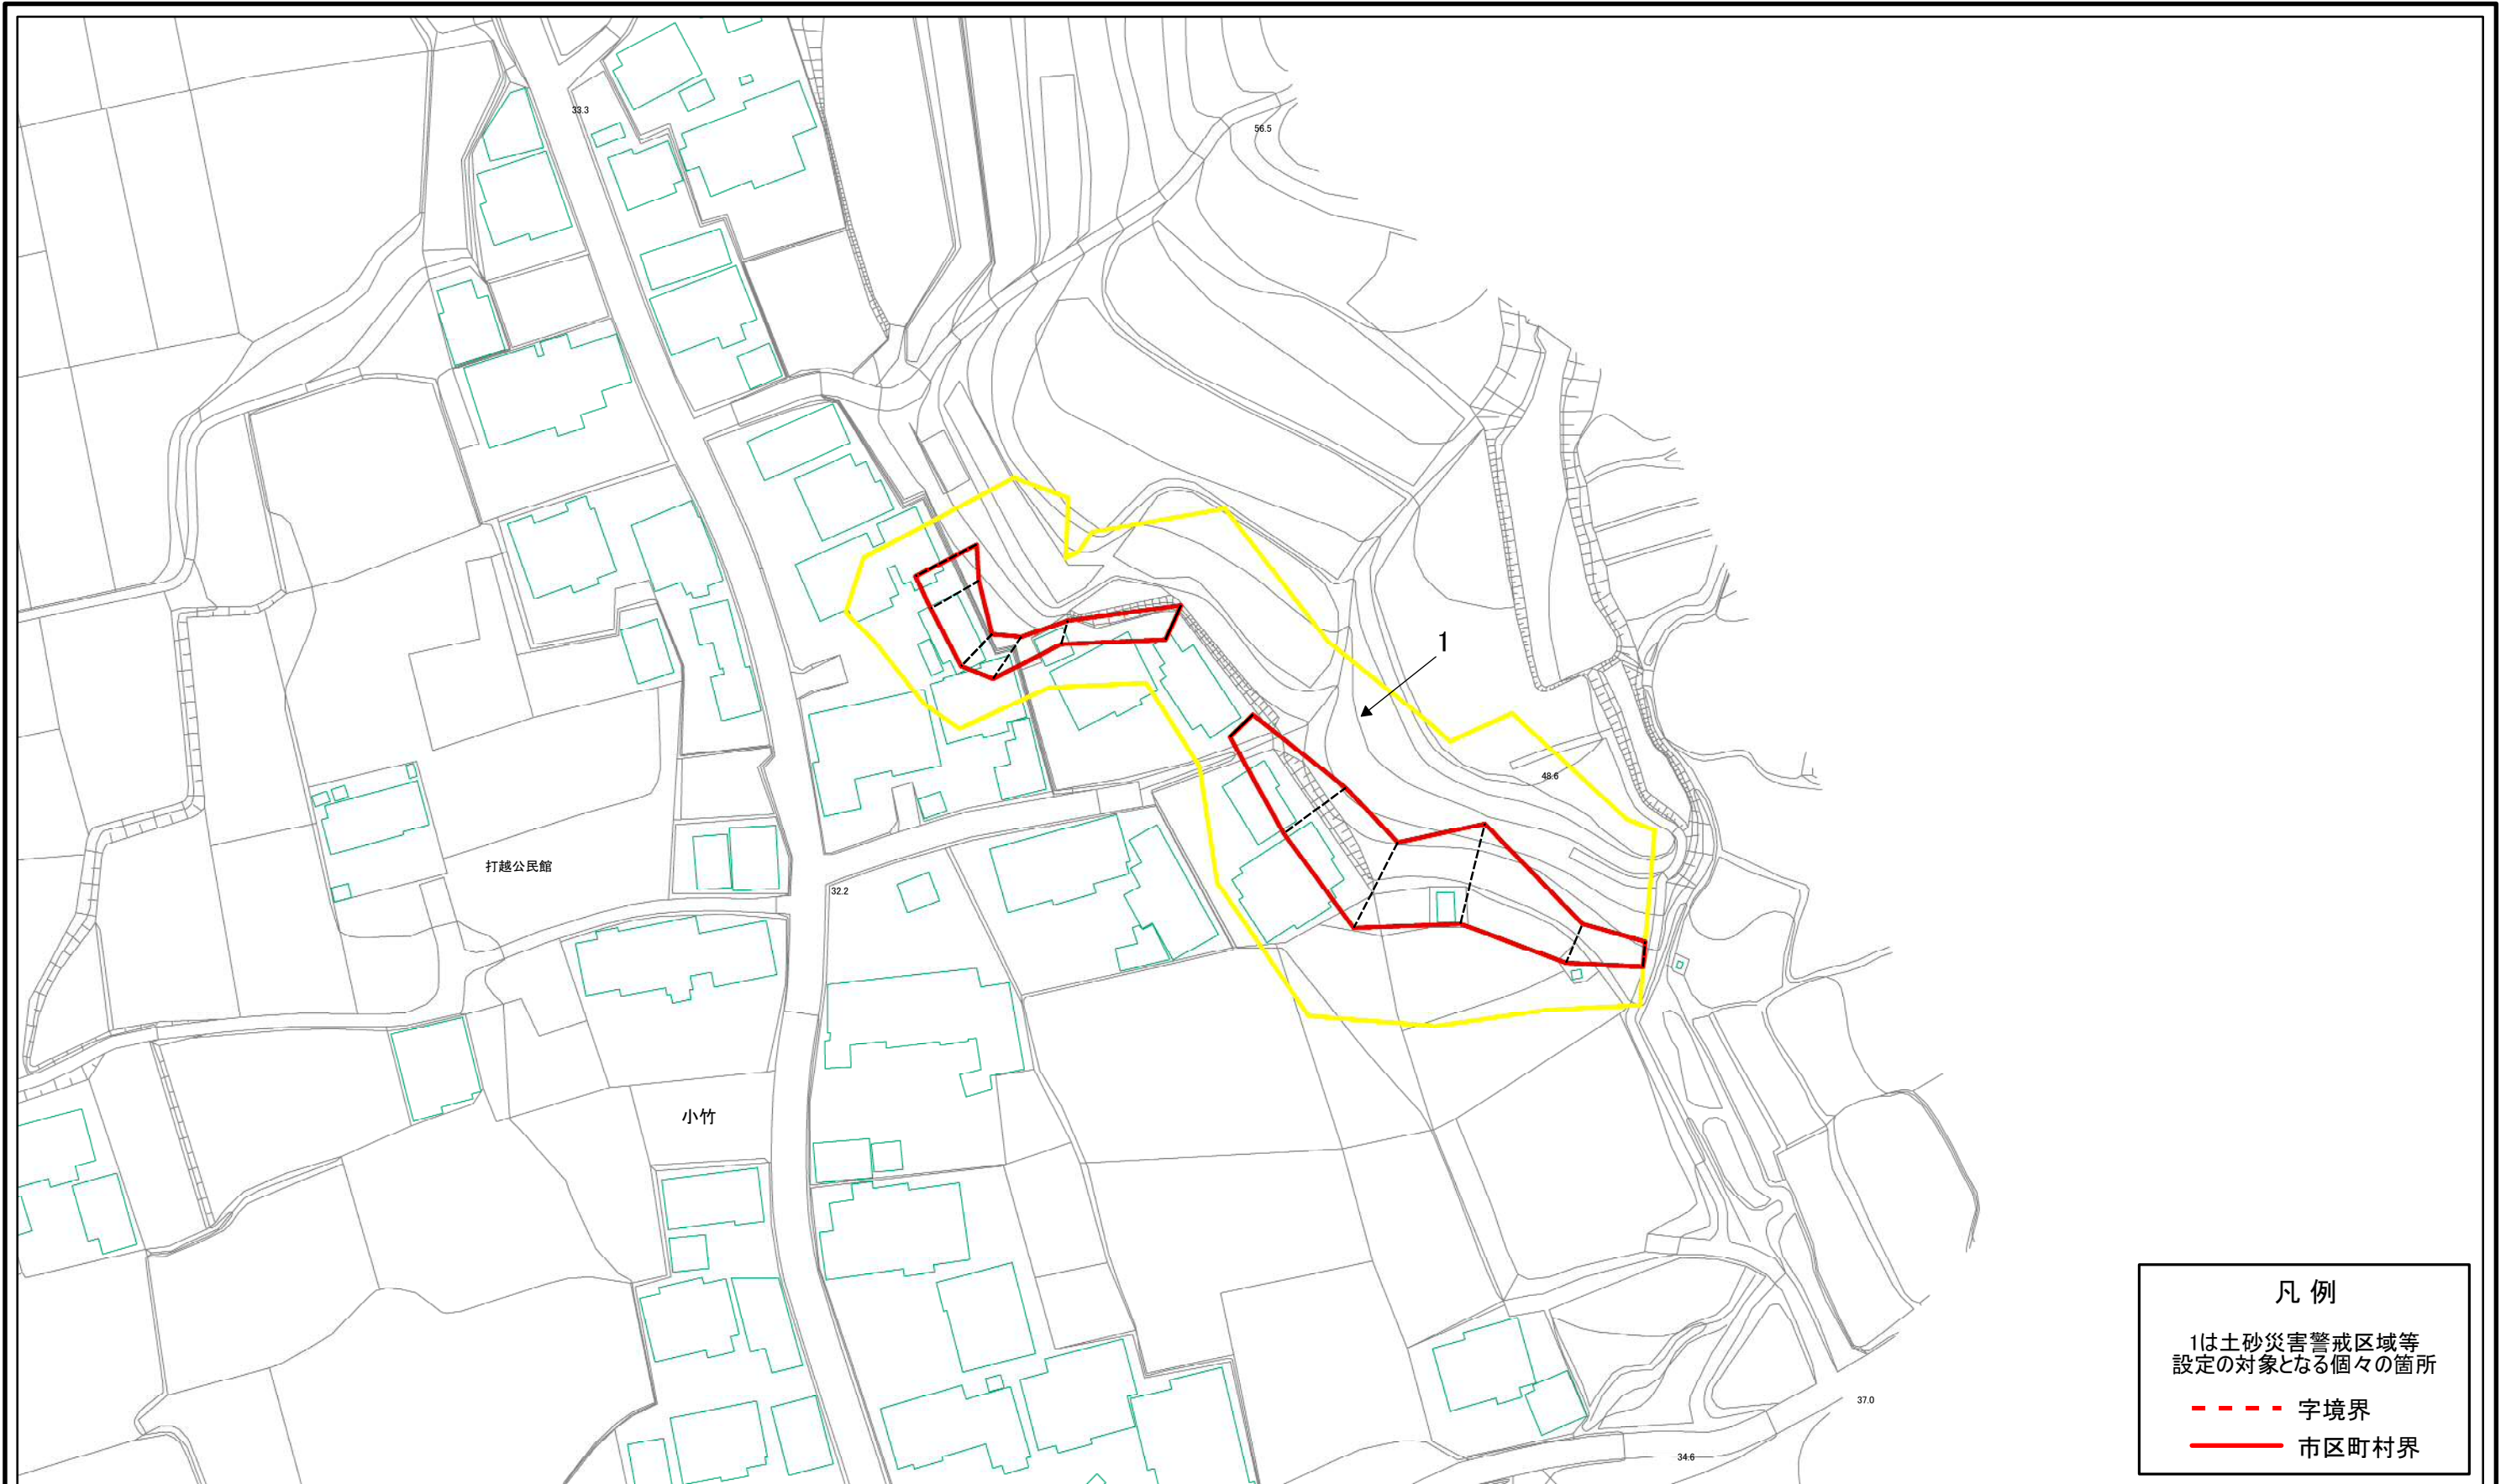 33.3
56.5
1
48.6
打越公民館
32.2
小竹
凡 例
1は土砂災害警戒区域等
設定の対象となる個々の箇所
字境界
市区町村界
37.0
34.6